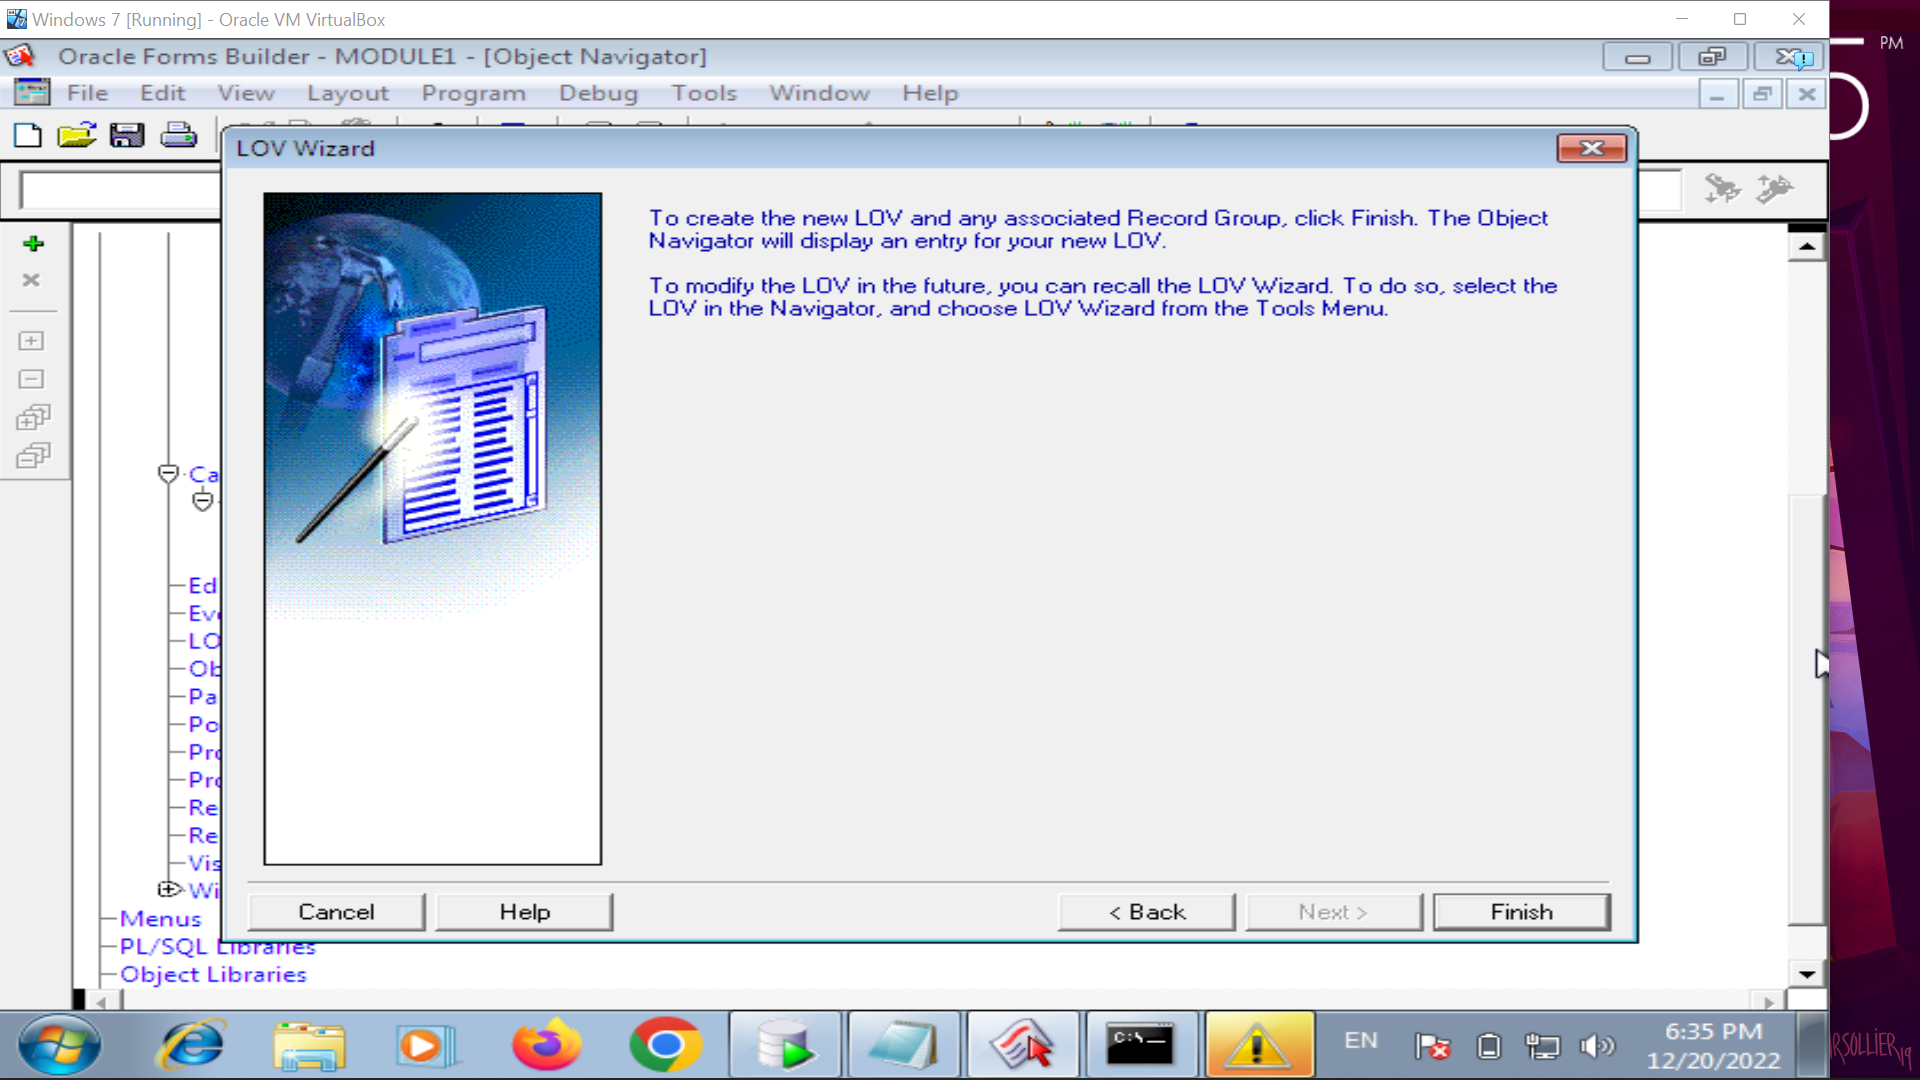 Windows 7 [Running] - Oracle VM VirtualBox
PM
Oracle Forms Builder - MODULE1 - [Object Navigator]
File Edit View Layout Program Debug Tools Window Help
LOV Wizard
To create the new LOV and any associated Record Group, click Finish. The Object
Navigator will display an entry for your new LOV.
To modify the LOV in the future, you can recall the LOV Wizard. To do so, select the
LOV in the Navigator, and choose LOV Wizard from the Tools Menu.
Ca
Ed
Eve
LO
Ob
Pa
Po
Pro
Pro
Re
Re
Vis
Wi
Menus
PL/SQL Libraries
Object Libraries
Cancel Help < Back Next > Finish
C:\
EN
6:35 PM
12/20/2022